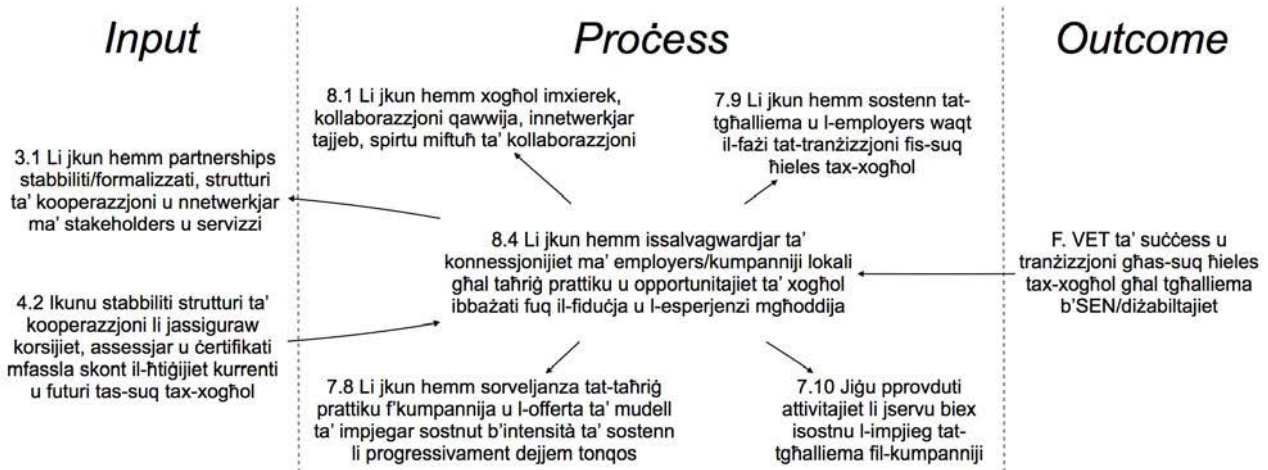 Input
Proċess
Outcome
3.1 Li jkun hemm partnerships
stabbiliti/formalizzati, strutturi
ta’ kooperazzjoni u nnetwerkjar
ma’ stakeholders u servizzi
4.2 Ikunu stabbiliti strutturi ta’
kooperazzjoni li jassiguraw
korsijiet, assessjar u ċertifikati
mfassla skont il-ħtiġijiet kurrenti
u futuri tas-suq tax-xogħol
8.1 Li jkun hemm xogħol imxierek,
kollaborazzjoni qawwija, innetwerkjar
tajjeb, spirtu miftuħ ta’ kollaborazzjoni
7.9 Li jkun hemm sostenn tat-
tgħalliema u l-employers waqt
il-fażi tat-tranżizzjoni fis-suq
ħieles tax-xogħol
8.4 Li jkun hemm issalvagwardjar ta’
konnessjonijiet ma’ employers/kumpanniji lokali
għal taħriġ prattiku u opportunitajiet ta’ xogħol
ibbażati fuq il-fiduċja u l-esperjenzi mgħoddija
7.8 Li jkun hemm sorveljanza tat-taħriġ
prattiku f’kumpannija u l-offerta ta’ mudell
ta’ impjegar sostnut b’intensità ta’ sostenn
li progressivament dejjem tonqos
7.10 Jiġu pprovduti
attivitajiet li jservu biex
isostnu l-impjieg tat-
tgħalliema fil-kumpanniji
F. VET ta’ suċċess u
tranżizzjoni għas-suq ħieles
tax-xogħol għal tgħalliema
b’SEN/diżabiltajiet